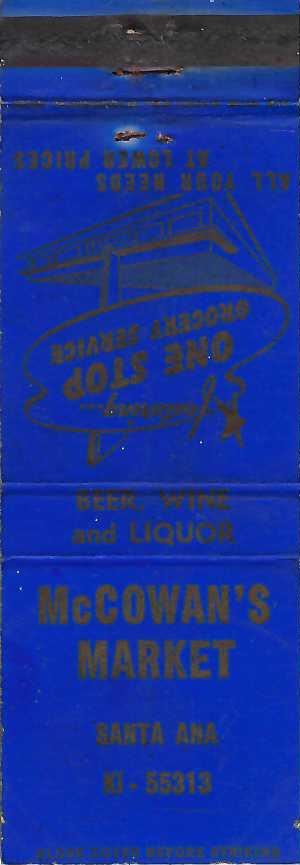 ALL YOUR NEEDS
AT LOWER PRICES
Featuring...
ONE STOP
GROCERY SERVICE
BEER, WINE
and LIQUOR
McCOWAN'S
MARKET
SANTA ANA
KI - 55313
CLOSE COVER BEFORE STRIKING